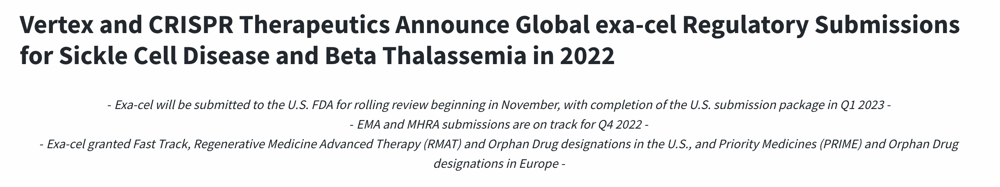 Vertex and CRISPR Therapeutics Announce Global exa-cel Regulatory Submissions
for Sickle Cell Disease and Beta Thalassemia in 2022
- Exa-cel will be submitted to the U.S. FDA for rolling review beginning in November, with completion of the U.S. submission package in Q1 2023 -
- EMA and MHRA submissions are on track for Q4 2022 -
- Exa-cel granted Fast Track, Regenerative Medicine Advanced Therapy (RMAT) and Orphan Drug designations in the U.S., and Priority Medicines (PRIME) and Orphan Drug
designations in Europe -